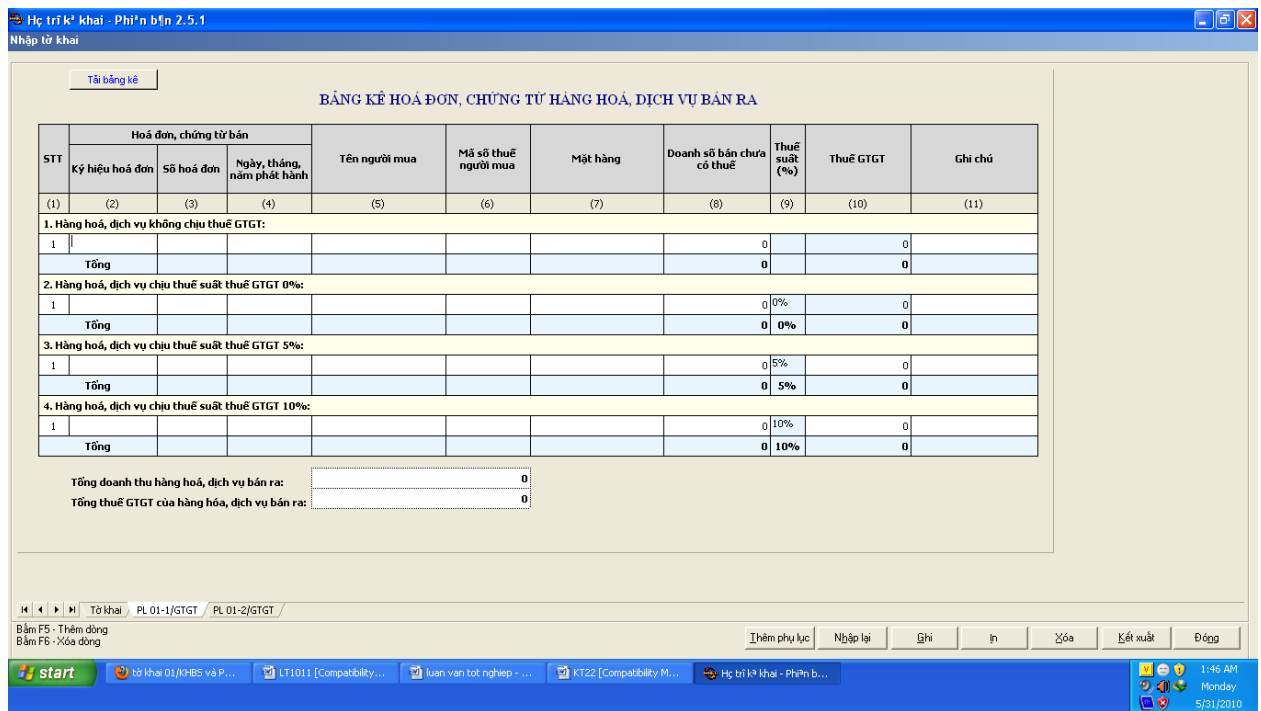 Hç trî kª khai - Phiªn b¶n 2.5.1
Nhập tờ khai
Tải bảng kê
BẢNG KÊ HOÁ ĐƠN, CHỨNG TỪ HÀNG HOÁ, DỊCH VỤ BÁN RA
STT Hoá đơn, chứng từ bán Tên người mua Mã số thuế người mua Mặt hàng Doanh số bán chưa có thuế Thuế suất (%) Thuế GTGT Ghi chú
Ký hiệu hoá đơn Số hoá đơn Ngày, tháng, năm phát hành
(1) (2) (3) (4) (5) (6) (7) (8) (9) (10) (11)
1. Hàng hoá, dịch vụ không chịu thuế GTGT:
1 0 0
Tổng 0 0
2. Hàng hoá, dịch vụ chịu thuế suất thuế GTGT 0%:
1 0 0% 0
Tổng 0 0% 0
3. Hàng hoá, dịch vụ chịu thuế suất thuế GTGT 5%:
1 0 5% 0
Tổng 0 5% 0
4. Hàng hoá, dịch vụ chịu thuế suất thuế GTGT 10%:
1 0 10% 0
Tổng 0 10% 0
Tổng doanh thu hàng hoá, dịch vụ bán ra: 0
Tổng thuế GTGT của hàng hóa, dịch vụ bán ra: 0
Tờ khai PL 01-1/GTGT PL 01-2/GTGT
Bấm F5 - Thêm dòng
Bấm F6 - Xóa dòng
Thêm phụ lục Nhập lại Ghi In Xóa Kết xuất Đóng
start tờ khai 01/KHBS và P... LT1011 [Compatibility... luan van tot nghiep - ... KT22 [Compatibility M... Hç trî kª khai - Phiªn b... V 1:46 AM
Monday
5/31/2010